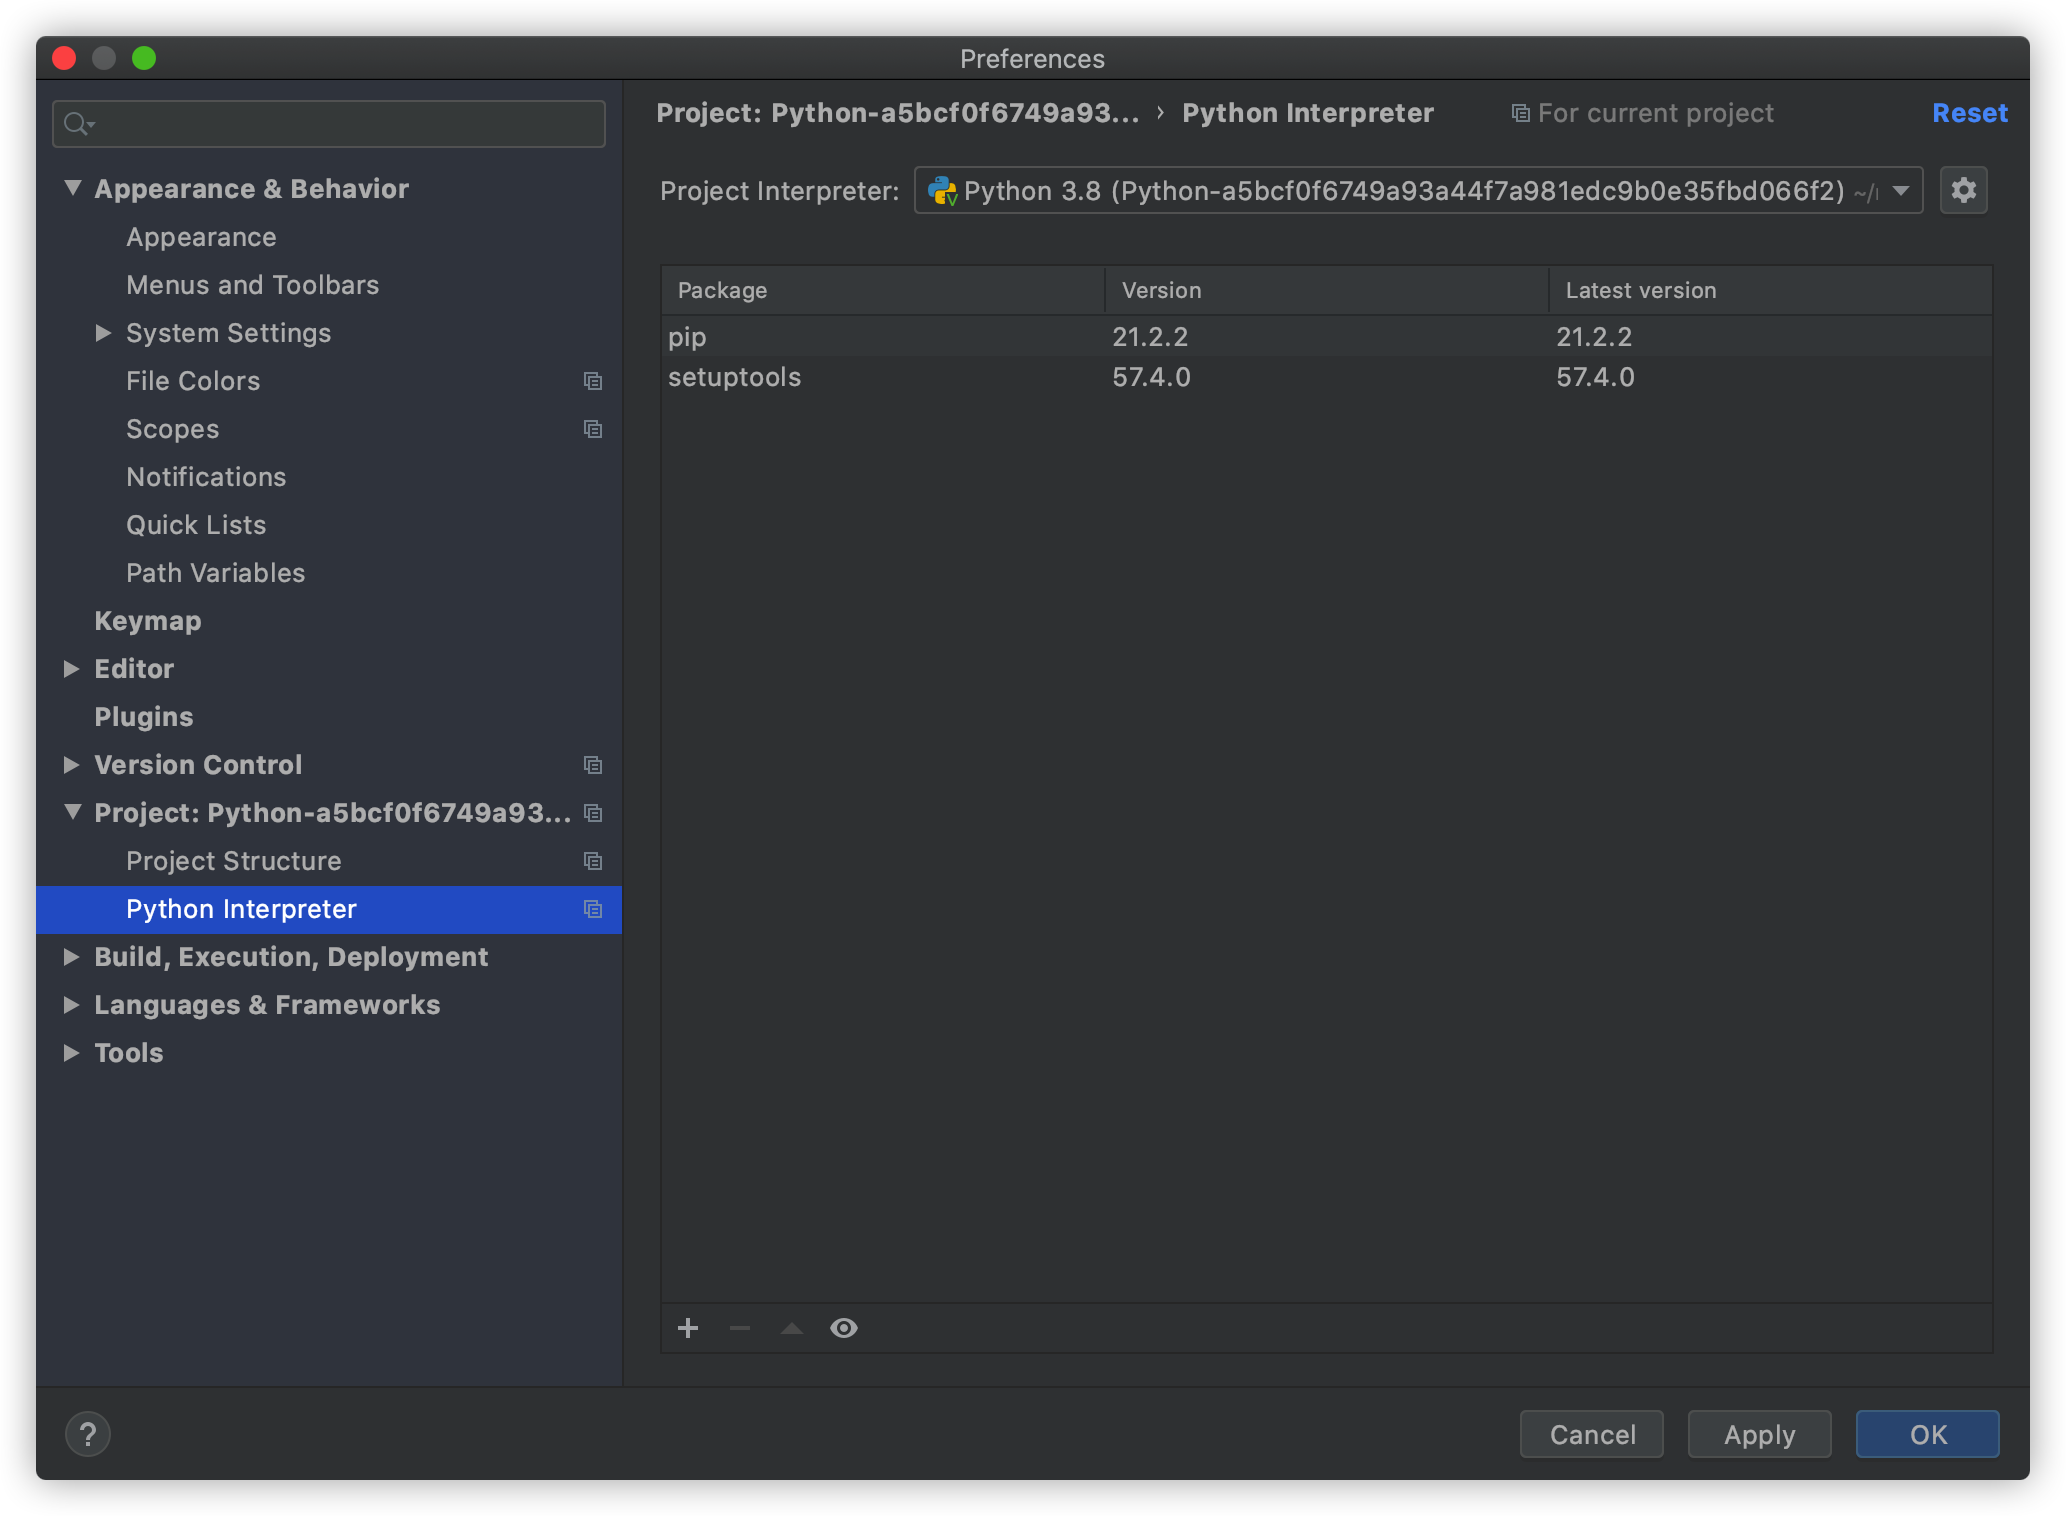 Preferences
Project: Python-a5bcf0f6749a93... › Python Interpreter For current project Reset
Project Interpreter: Python 3.8 (Python-a5bcf0f6749a93a44f7a981edc9b0e35fbd066f2) ~/
Appearance & Behavior
Appearance
Menus and Toolbars
System Settings
File Colors
Scopes
Notifications
Quick Lists
Path Variables
Keymap
Editor
Plugins
Version Control
Project: Python-a5bcf0f6749a93...
Project Structure
Python Interpreter
Build, Execution, Deployment
Languages & Frameworks
Tools
Package Version Latest version
pip 21.2.2 21.2.2
setuptools 57.4.0 57.4.0
?
Cancel Apply OK